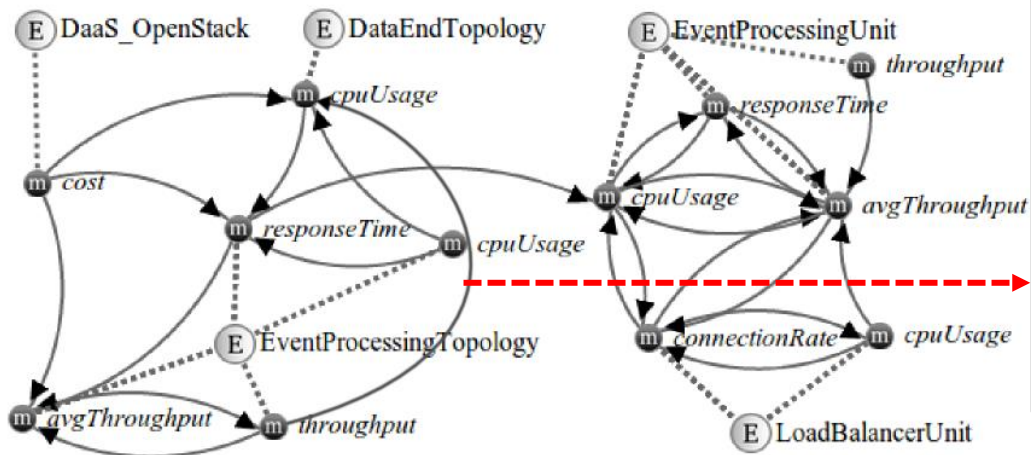 E DaaS_OpenStack
E DataEndTopology
E EventProcessingUnit
m throughput
m cpuUsage
m responseTime
m cost
m cpuUsage
m avgThroughput
m responseTime
m cpuUsage
E EventProcessingTopology
m connectionRate
m cpuUsage
m avgThroughput
m throughput
E LoadBalancerUnit